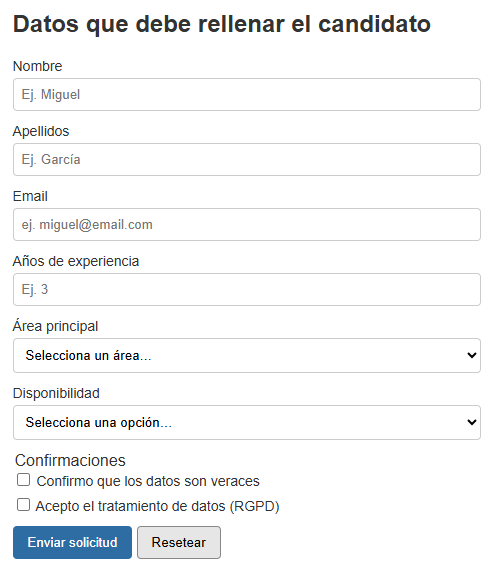 Datos que debe rellenar el candidato
Nombre
Ej. Miguel
Apellidos
Ej. García
Email
ej. miguel@email.com
Años de experiencia
Ej. 3
Área principal
Selecciona un área...
Disponibilidad
Selecciona una opción...
Confirmaciones
Confirmo que los datos son veraces
Acepto el tratamiento de datos (RGPD)
Enviar solicitud Resetear